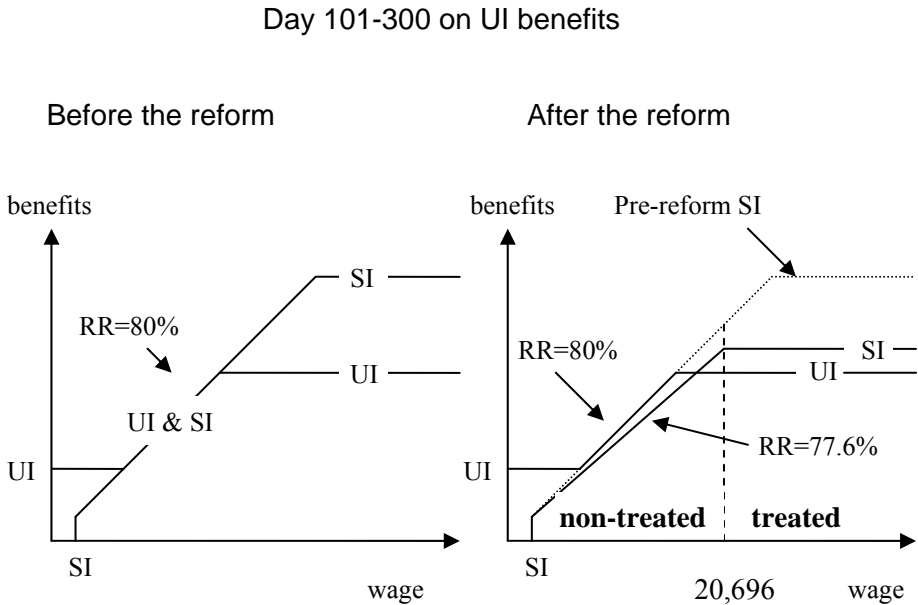 Day 101-300 on UI benefits
Before the reform
After the reform
benefits
SI
RR=80%
UI
UI & SI
UI
SI
wage
benefits
Pre-reform SI
RR=80%
SI
UI
RR=77.6%
UI
non-treated
treated
SI
20,696
wage